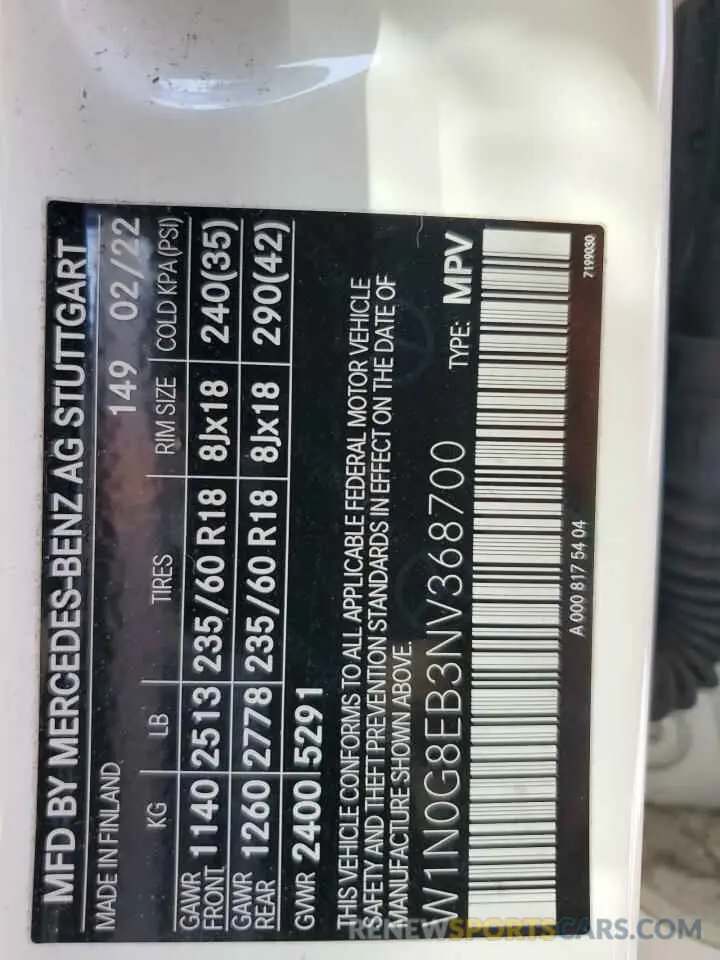 MFD BY MERCEDES-BENZ AG STUTTGART
MADE IN FINLAND 149 02/22
KG LB TIRES RIM SIZE COLD KPA (PSI)
GAWR FRONT 1140 2513 235/60 R18 8Jx18 240(35)
GAWR REAR 1260 2778 235/60 R18 8Jx18 290(42)
GWR 2400 5291
THIS VEHICLE CONFORMS TO ALL APPLICABLE FEDERAL MOTOR VEHICLE
SAFETY AND THEFT PREVENTION STANDARDS IN EFFECT ON THE DATE OF
MANUFACTURE SHOWN ABOVE.
W1N0G8EB3NV368700 TYPE: MPV
A 000 817 54 04
7199030
RENEWSPORTSCARS.COM